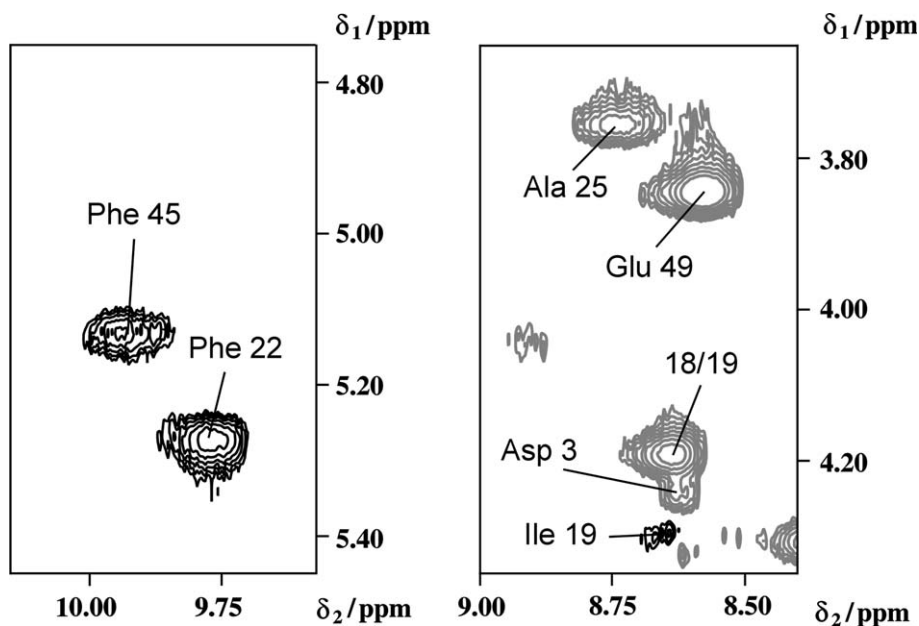 δ1/ppm
4.80
5.00
5.20
5.40
Phe 45
Phe 22
10.00 9.75 δ2/ppm
δ1/ppm
3.80
4.00
4.20
Ala 25
Glu 49
18/19
Asp 3
Ile 19
9.00 8.75 8.50 δ2/ppm